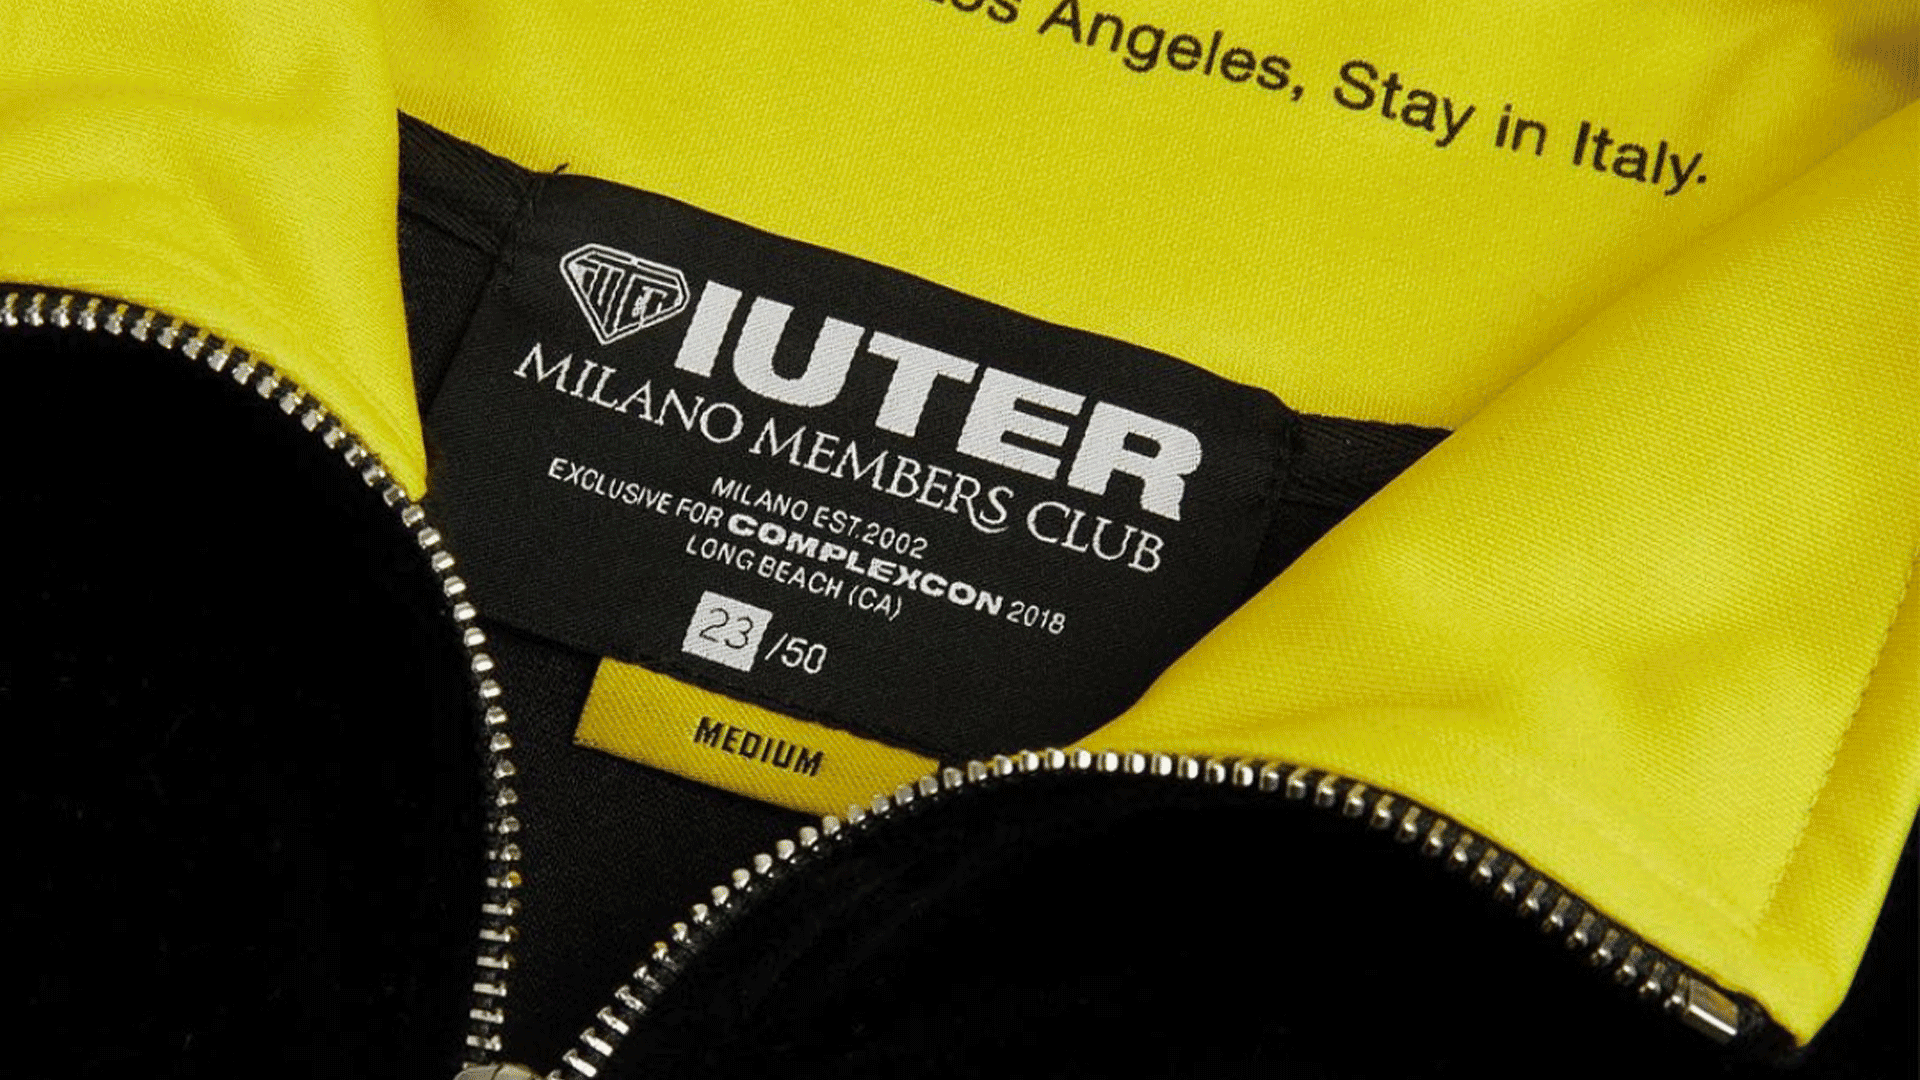 Angeles, Stay in Italy.
IUTER
MILANO MEMBERS CLUB
MILANO EST.2002
EXCLUSIVE FOR COMPLEXCON 2018
LONG BEACH (CA)
23/50
MEDIUM